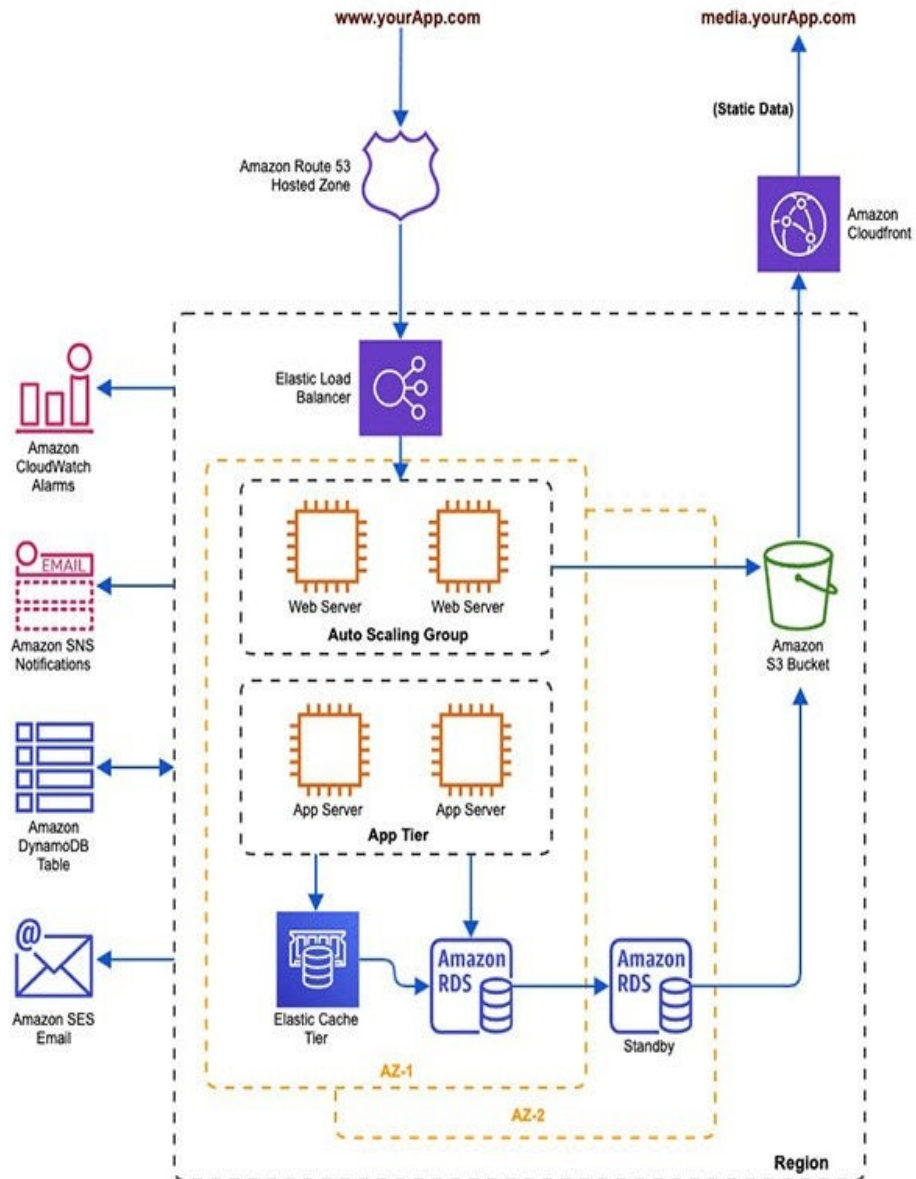 www.yourApp.com
media.yourApp.com
(Static Data)
Amazon Route 53
Hosted Zone
Amazon
Cloudfront
Elastic Load
Balancer
Amazon
CloudWatch
Alarms
Web Server
Web Server
Auto Scaling Group
EMAIL
Amazon SNS
Notifications
Amazon
S3 Bucket
App Server
App Server
App Tier
Amazon
DynamoDB
Table
@
Amazon SES
Email
Elastic Cache
Tier
Amazon
RDS
Amazon
RDS
Standby
AZ-1
AZ-2
Region